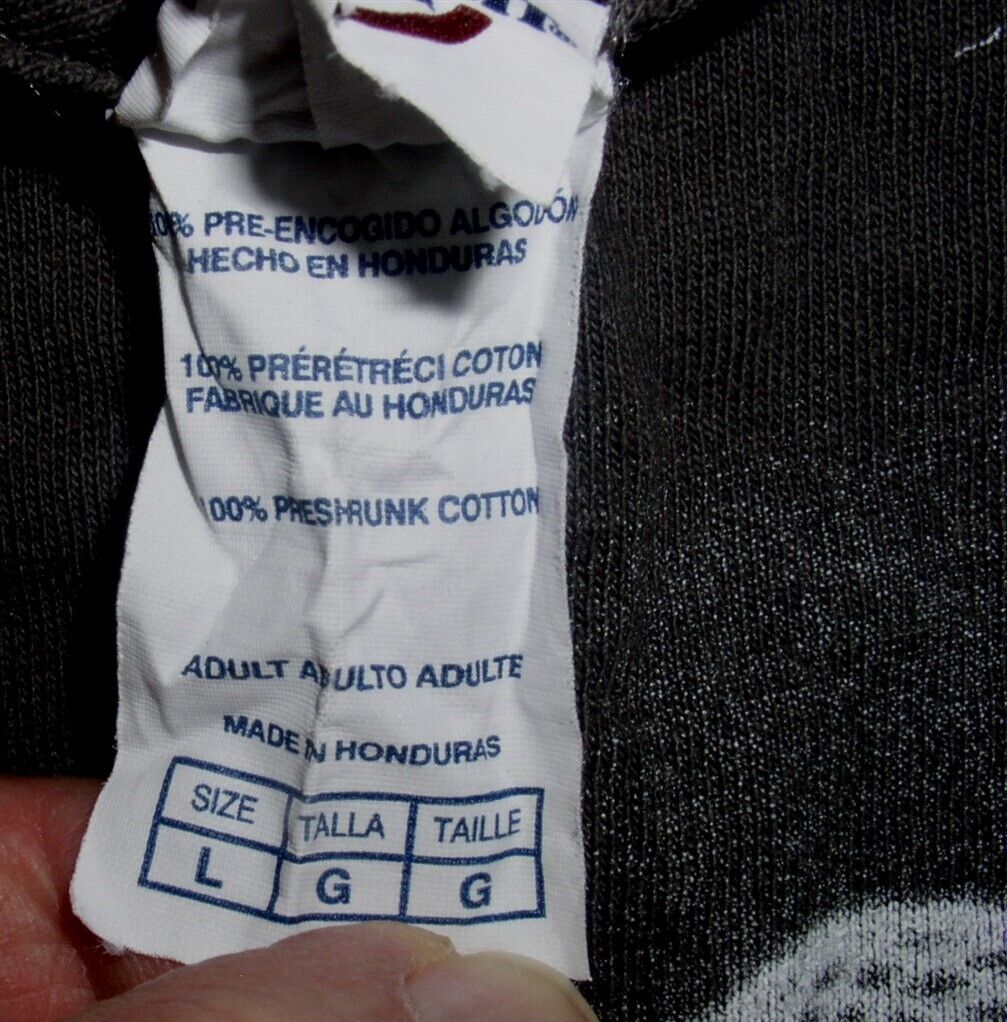 PRE-ENCOGIDO ALGODÓN
HECHO EN HONDURAS
100% PRÉRÉTRÉCI COTON
FABRIQUE AU HONDURAS
100% PRESHRUNK COTTON
ADULT ADULTO ADULTE
MADE IN HONDURAS
SIZE TALLA TAILLE
L G G